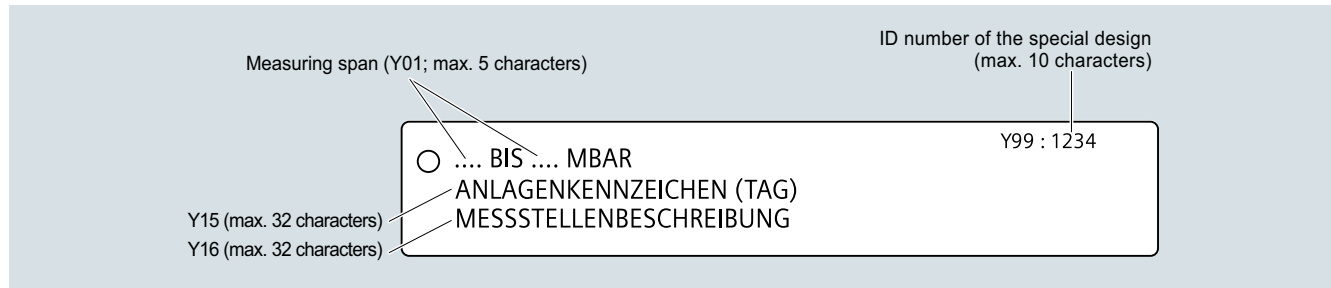 ID number of the special design
(max. 10 characters)
Measuring span (Y01; max. 5 characters)
Y99 : 1234
.... BIS .... MBAR
ANLAGENKENNZEICHEN (TAG)
MESSSTELLENBESCHREIBUNG
Y15 (max. 32 characters)
Y16 (max. 32 characters)